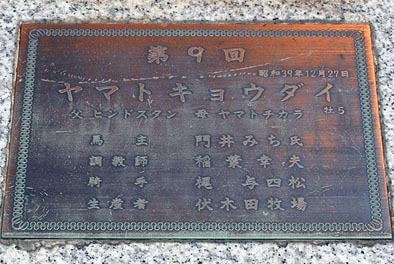 第9回
昭和39年12月27日
ヤマトキョウダイ
牡5
父 ヒンドスタン 母 ヤマトチカラ
馬主 門井みち氏
調教師 稲葉幸夫
騎手 梶与四松
生産者 伏木田牧場